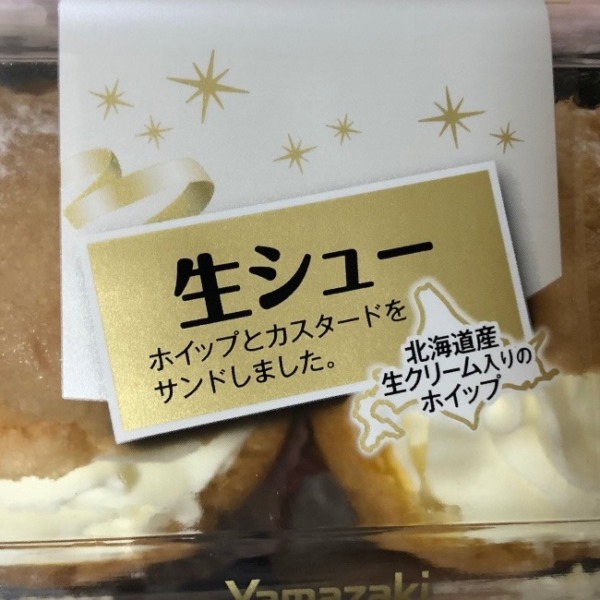 生シュー
ホイップとカスタードを
サンドしました。
北海道産
生クリーム入りの
ホイップ
Yamazaki